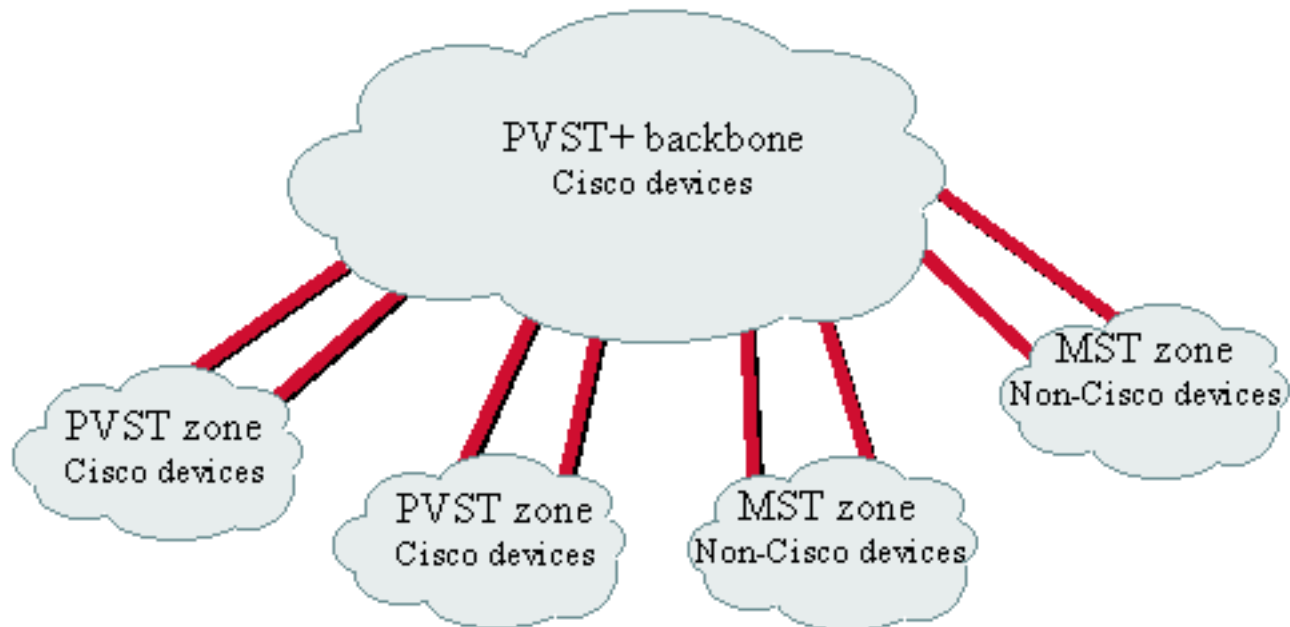 PVST+ backbone
Cisco devices
MST zone
Non-Cisco devices
PVST zone
Cisco devices
PVST zone
Cisco devices
MST zone
Non-Cisco devices